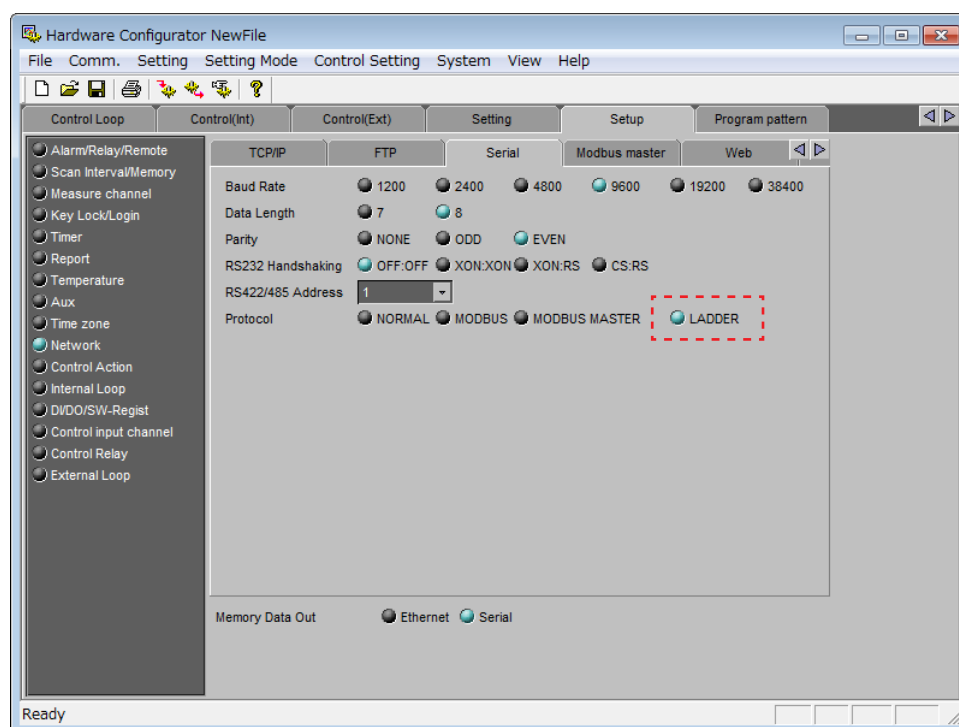 Hardware Configurator NewFile
File Comm. Setting Setting Mode Control Setting System View Help
Control Loop Control(Int) Control(Ext) Setting Setup Program pattern
Alarm/Relay/Remote
Scan Interval/Memory
Measure channel
Key Lock/Login
Timer
Report
Temperature
Aux
Time zone
Network
Control Action
Internal Loop
DI/DO/SW-Regist
Control input channel
Control Relay
External Loop
TCP/IP FTP Serial Modbus master Web
Baud Rate 1200 2400 4800 9600 19200 38400
Data Length 7 8
Parity NONE ODD EVEN
RS232 Handshaking OFF:OFF XON:XON XON:RS CS:RS
RS422/485 Address 1
Protocol NORMAL MODBUS MODBUS MASTER LADDER
Memory Data Out Ethernet Serial
Ready